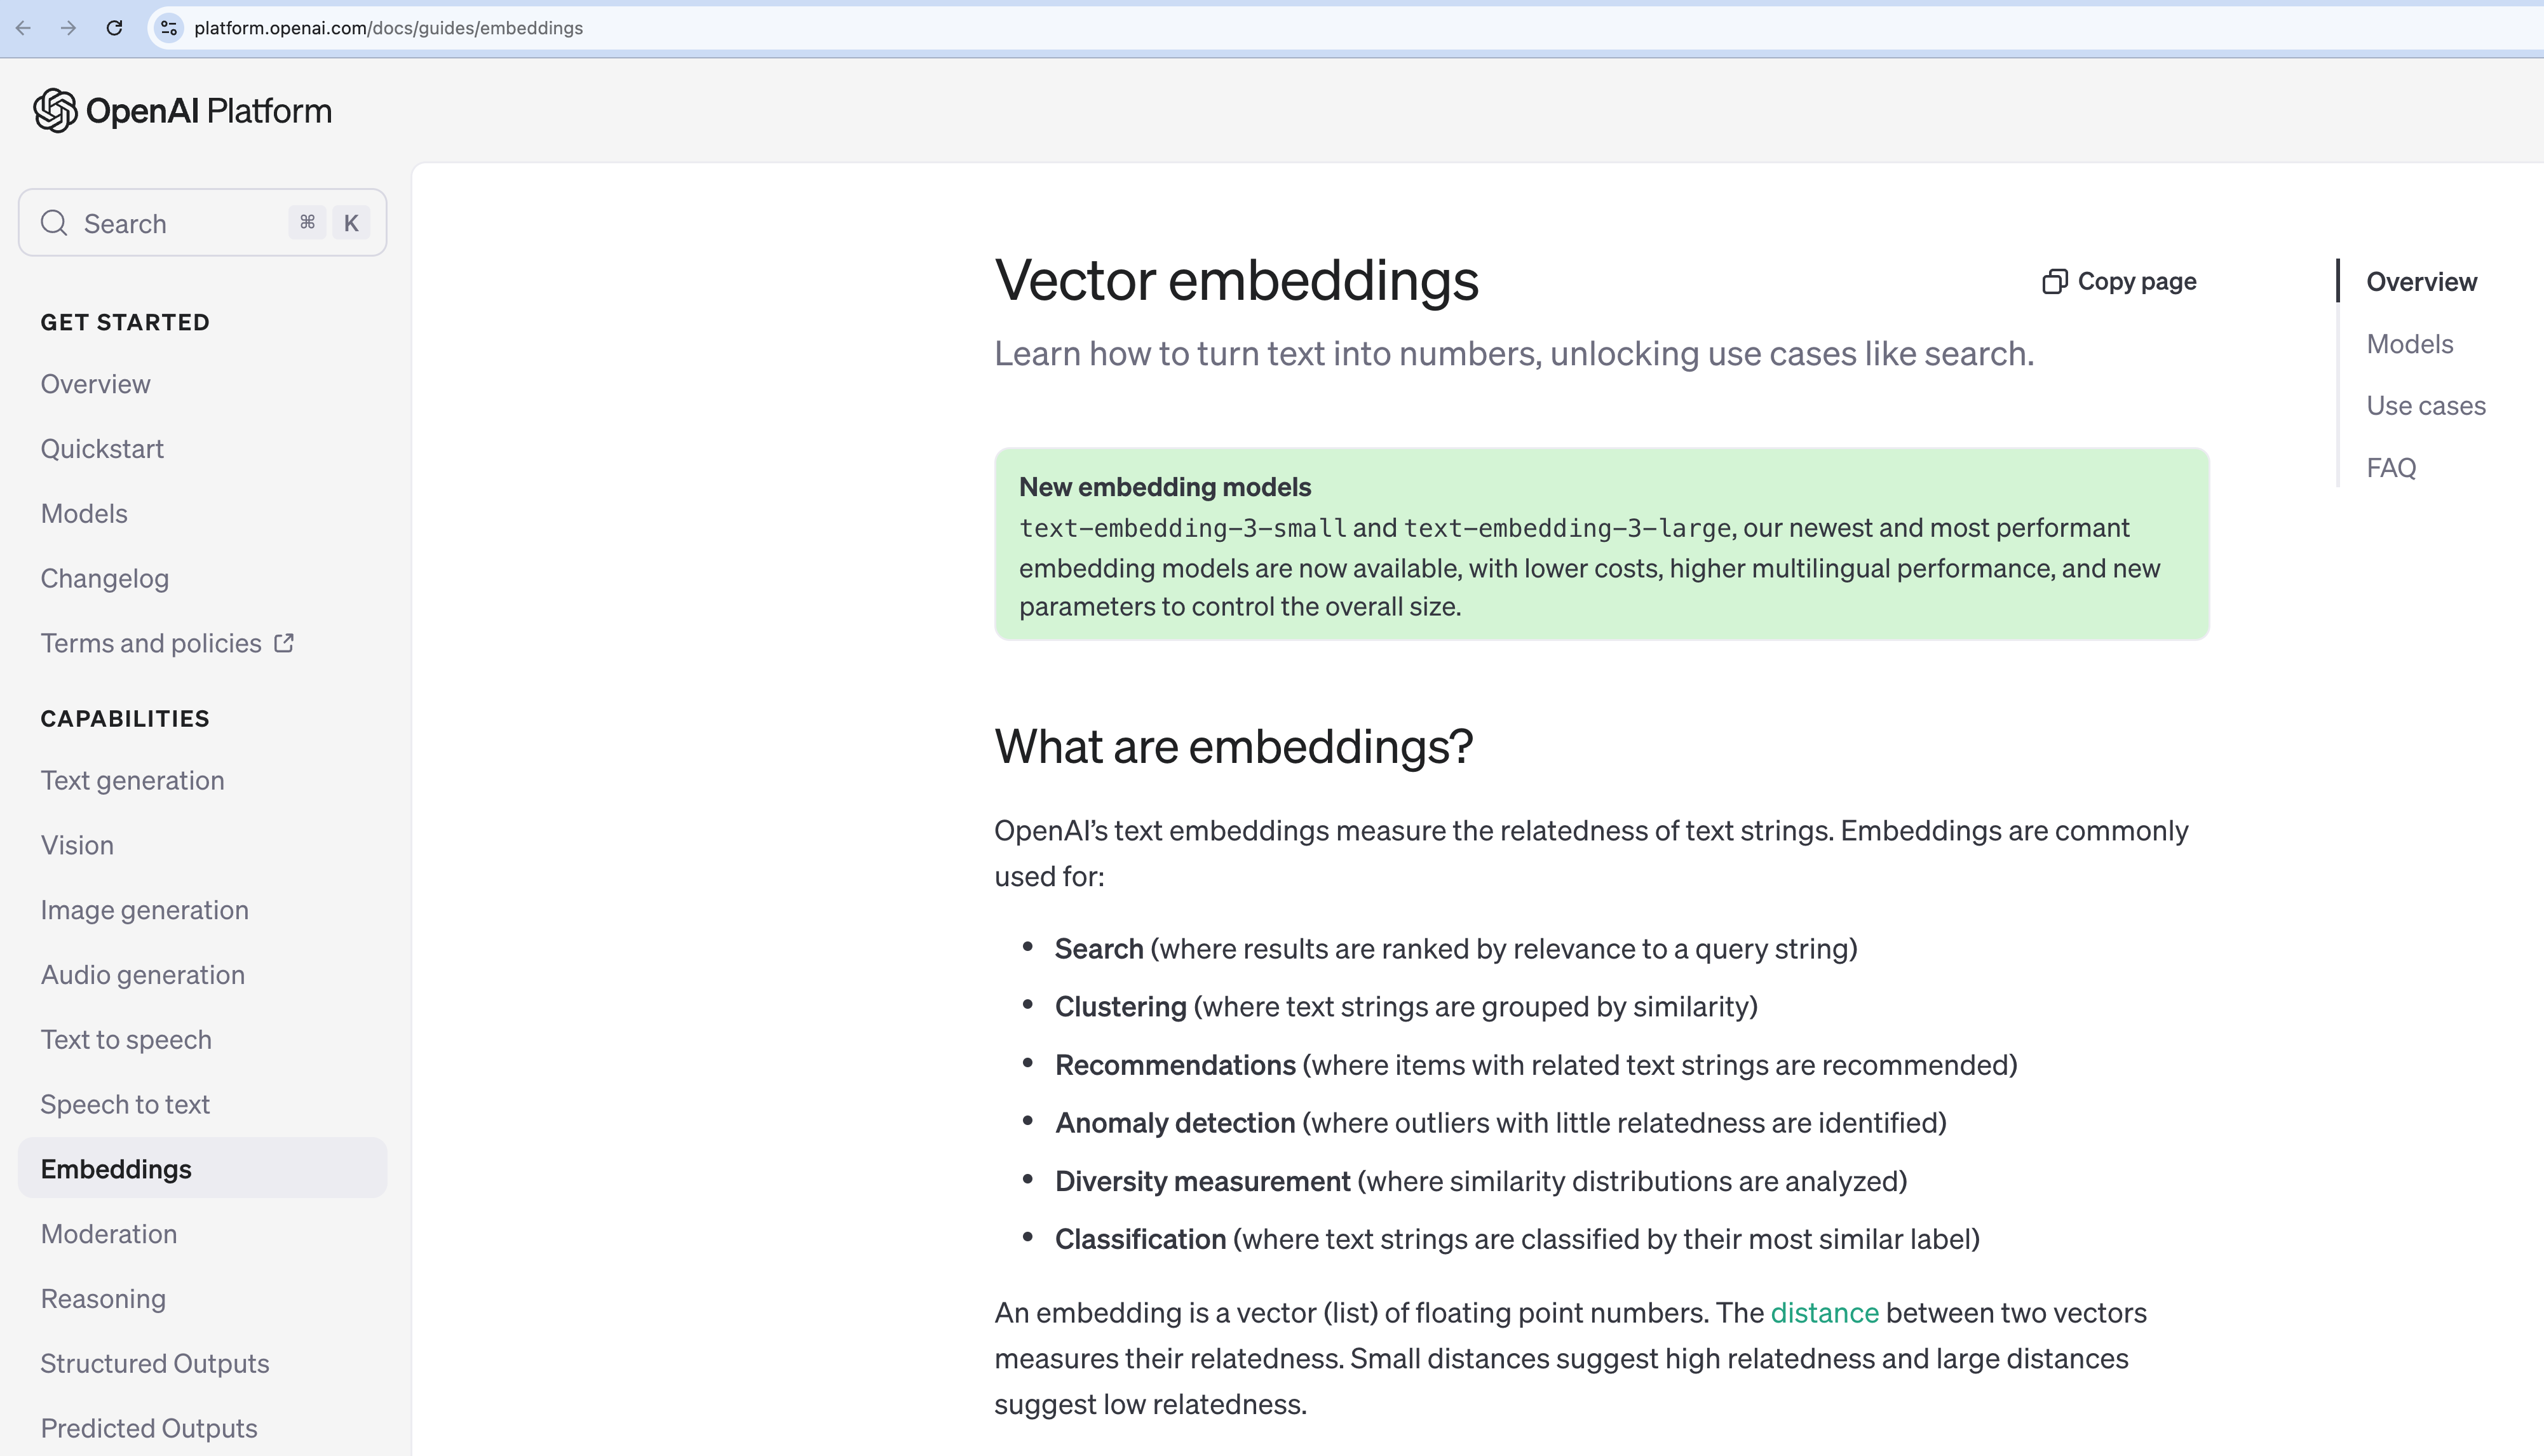 platform.openai.com/docs/guides/embeddings
OpenAI Platform
Search ⌘ K
GET STARTED
Overview
Quickstart
Models
Changelog
Terms and policies
CAPABILITIES
Text generation
Vision
Image generation
Audio generation
Text to speech
Speech to text
Embeddings
Moderation
Reasoning
Structured Outputs
Predicted Outputs
Vector embeddings
Copy page
Learn how to turn text into numbers, unlocking use cases like search.
New embedding models
text-embedding-3-small and text-embedding-3-large, our newest and most performant
embedding models are now available, with lower costs, higher multilingual performance, and new
parameters to control the overall size.
What are embeddings?
OpenAI’s text embeddings measure the relatedness of text strings. Embeddings are commonly
used for:
• Search (where results are ranked by relevance to a query string)
• Clustering (where text strings are grouped by similarity)
• Recommendations (where items with related text strings are recommended)
• Anomaly detection (where outliers with little relatedness are identified)
• Diversity measurement (where similarity distributions are analyzed)
• Classification (where text strings are classified by their most similar label)
An embedding is a vector (list) of floating point numbers. The distance between two vectors
measures their relatedness. Small distances suggest high relatedness and large distances
suggest low relatedness.
Overview
Models
Use cases
FAQ